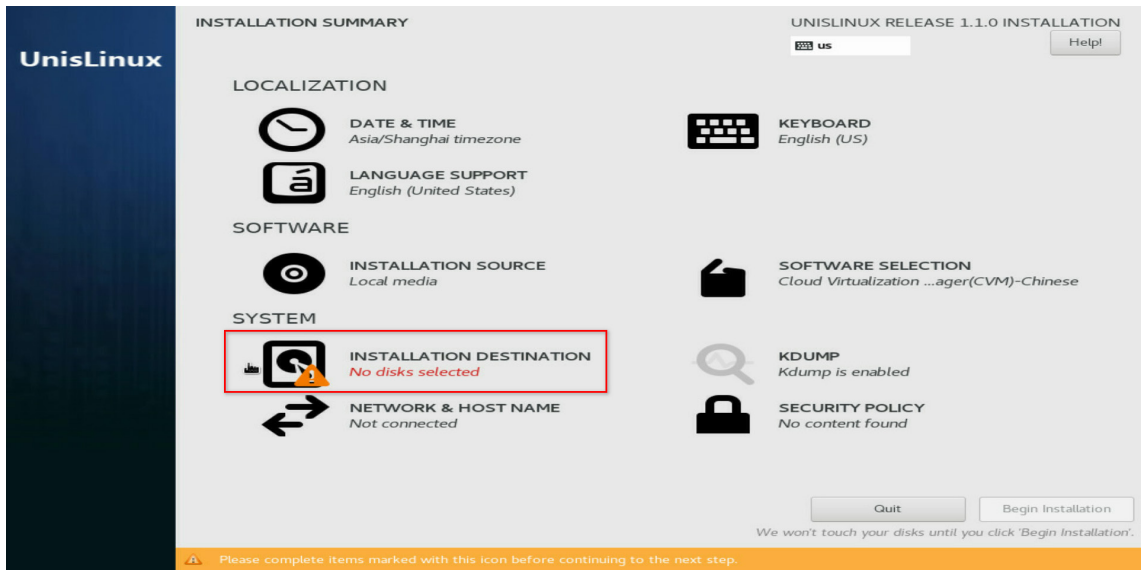 INSTALLATION SUMMARY
UNISLINUX RELEASE 1.1.0 INSTALLATION
us
Help!
UnisLinux
LOCALIZATION
DATE & TIME
Asia/Shanghai timezone
KEYBOARD
English (US)
LANGUAGE SUPPORT
English (United States)
SOFTWARE
INSTALLATION SOURCE
Local media
SOFTWARE SELECTION
Cloud Virtualization ...ager(CVM)-Chinese
SYSTEM
INSTALLATION DESTINATION
No disks selected
KDUMP
Kdump is enabled
NETWORK & HOST NAME
Not connected
SECURITY POLICY
No content found
Quit
Begin Installation
We won't touch your disks until you click 'Begin Installation'.
Please complete items marked with this icon before continuing to the next step.